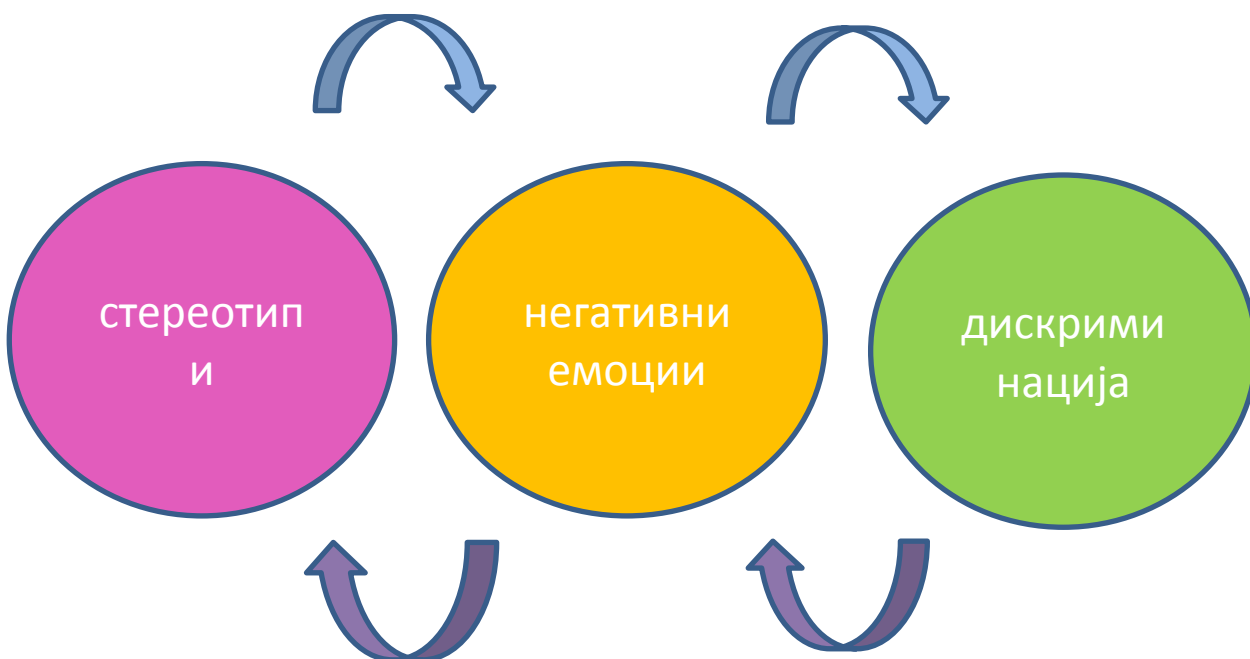 стереотип
и
негативни
емоции
дискрими
нација